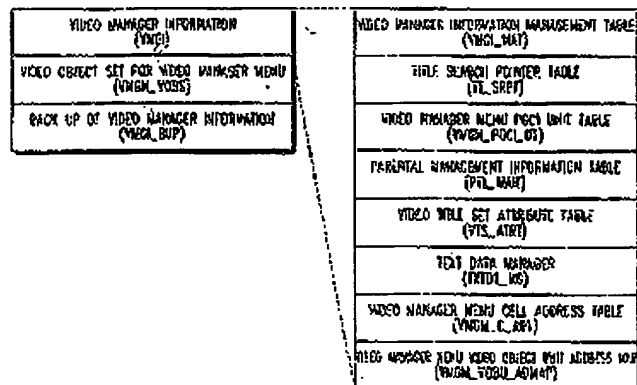 VIDEO MANAGER INFORMATION
(VMGI)
VIDEO OBJECT SET FOR VIDEO MANAGER MENU
(VMGM_VOBS)
BACK UP OF VIDEO MANAGER INFORMATION
(VMGI_BUP)
VIDEO MANAGER INFORMATION MANAGEMENT TABLE
(VMGI_MAT)
TITLE SEARCH POINTER TABLE
(TT_SRPT)
VIDEO MANAGER MENU PGCI UNIT TABLE
(VMGM_PGCI_UT)
PARENTAL MANAGEMENT INFORMATION TABLE
(PTL_MAIT)
VIDEO TITLE SET ATTRIBUTE TABLE
(VTS_ATRT)
TEXT DATA MANAGER
(TXTDT_MG)
VIDEO MANAGER MENU CELL ADDRESS TABLE
(VMGM_C_ADT)
VIDEO MANAGER MENU VIDEO OBJECT UNIT ADDRESS MAP
(VMGM_VOBU_ADMAP)